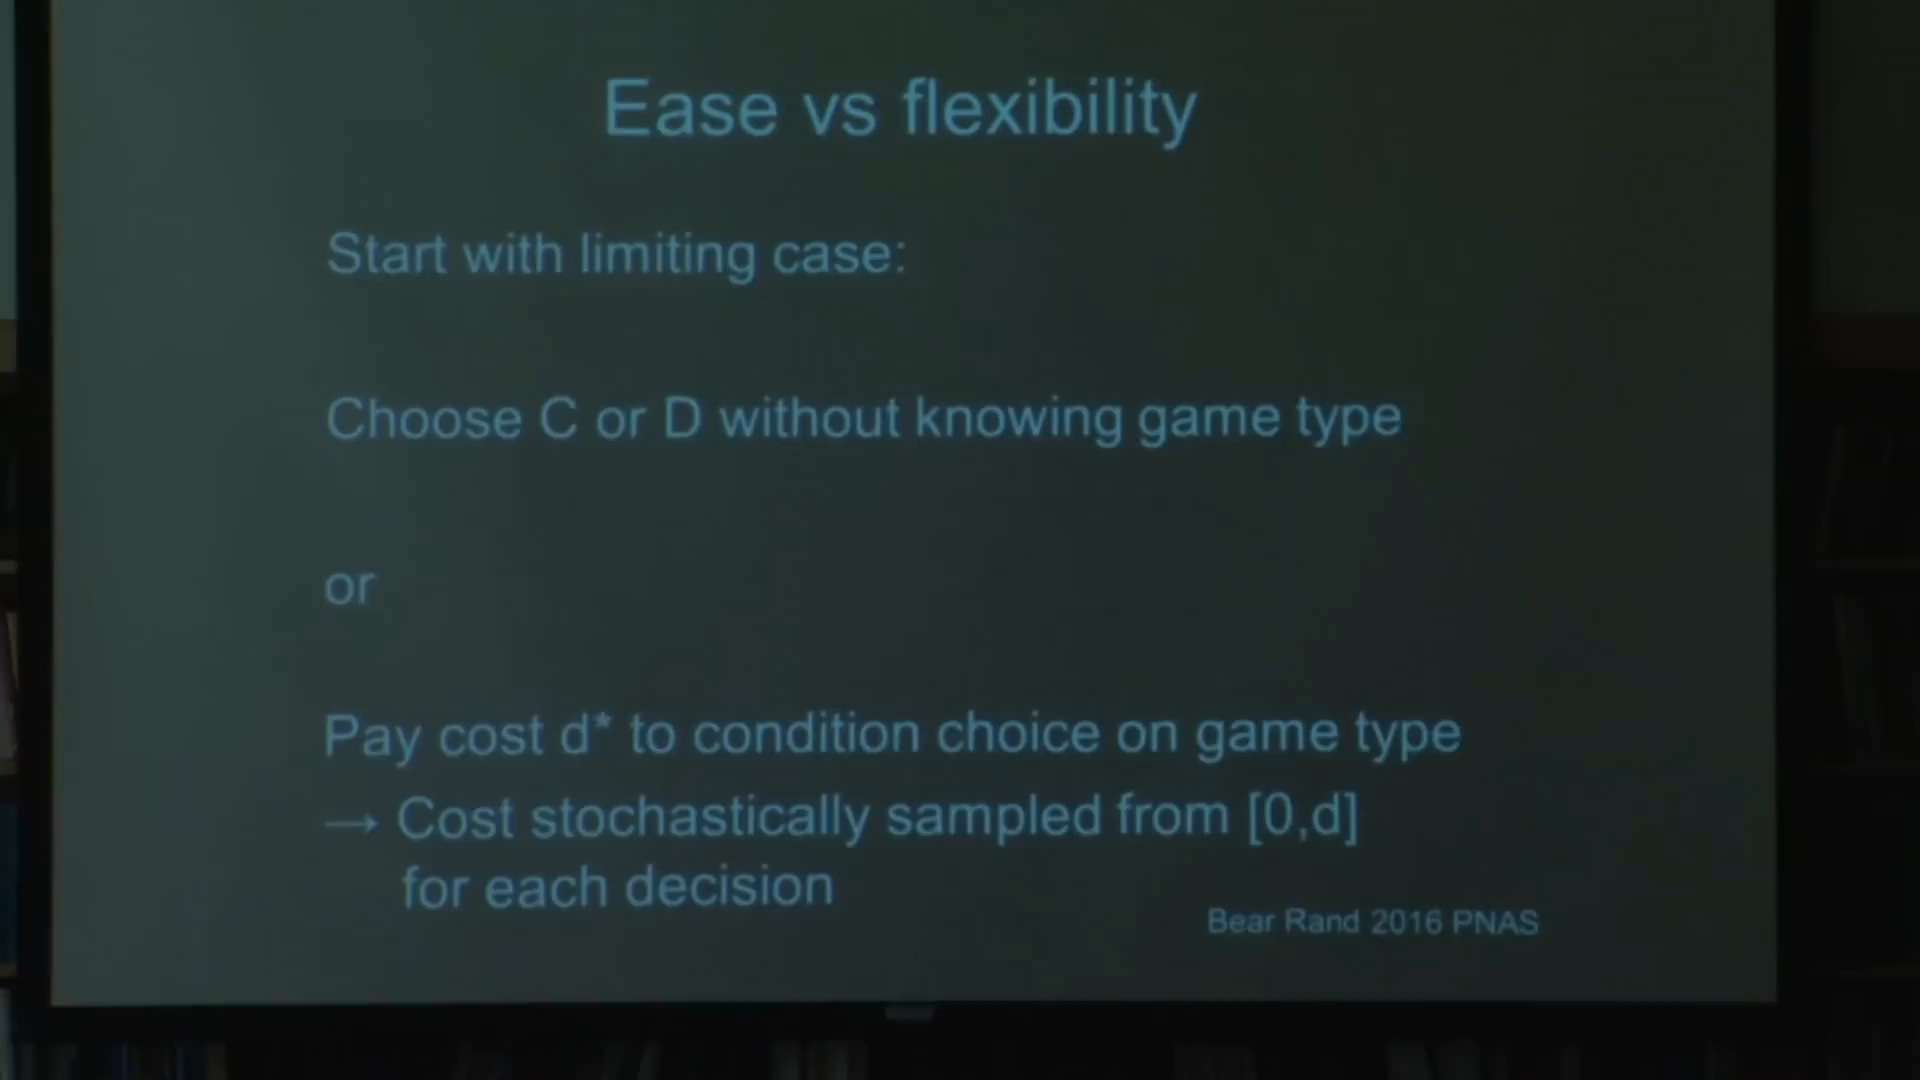 Ease vs flexibility
Start with limiting case:
Choose C or D without knowing game type
or
Pay cost d* to condition choice on game type
→ Cost stochastically sampled from [0,d]
for each decision
Bear Rand 2016 PNAS